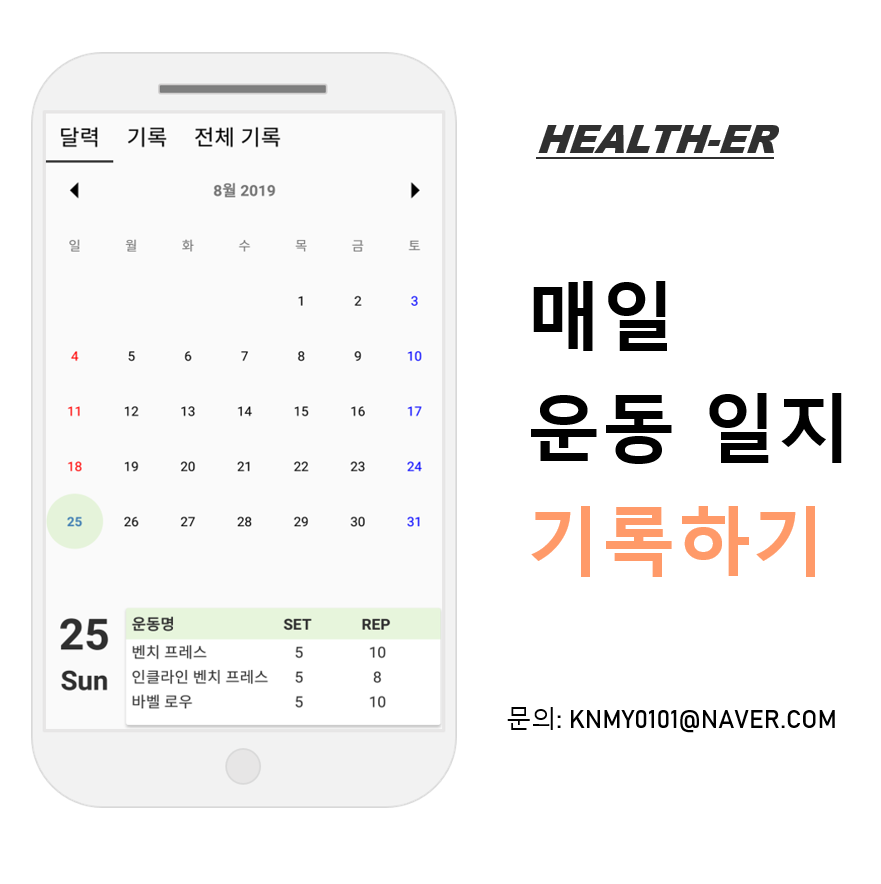 달력 기록 전체 기록
8월 2019
일 월 화 수 목 금 토
1 2 3
4 5 6 7 8 9 10
11 12 13 14 15 16 17
18 19 20 21 22 23 24
25 26 27 28 29 30 31
25
Sun
운동명 SET REP
벤치 프레스 5 10
인클라인 벤치 프레스 5 8
바벨 로우 5 10
HEALTH-ER
매일
운동 일지
기록하기
문의: KNMY0101@NAVER.COM